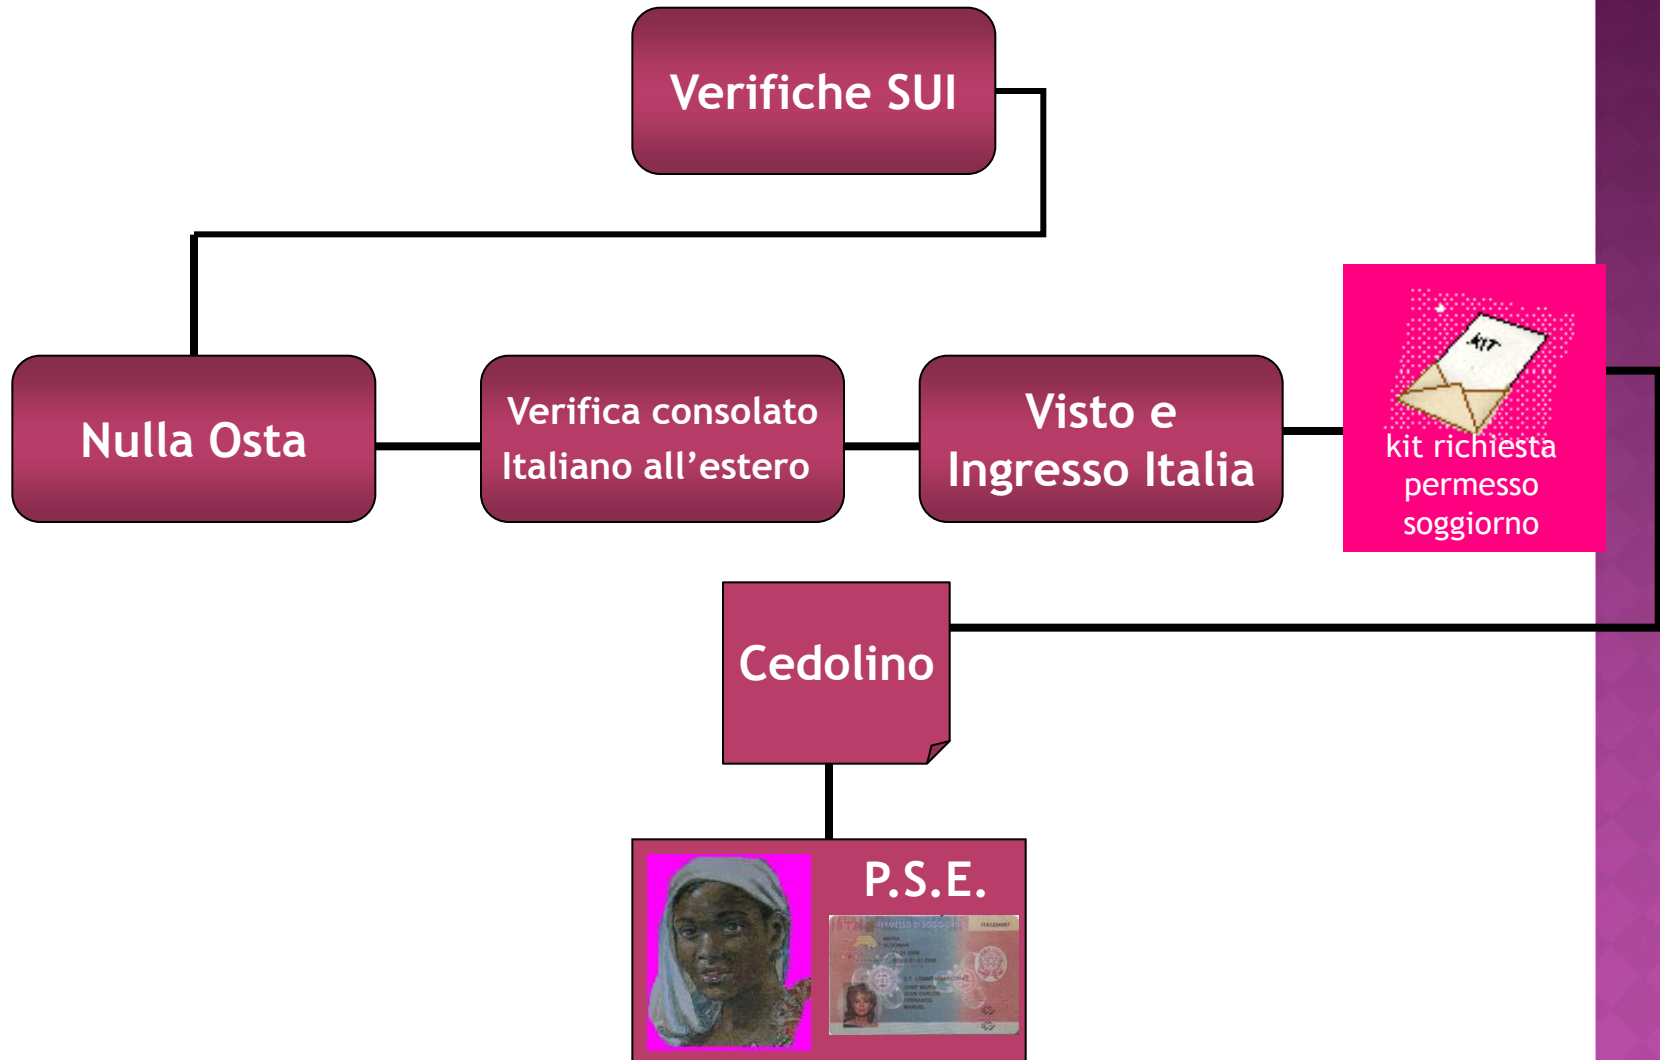 Verifiche SUI
Nulla Osta
Verifica consolato
Italiano all’estero
Visto e
Ingresso Italia
KIT
kit richiesta
permesso
soggiorno
Cedolino
P.S.E.
PERMESSO DI SOGGIORNO
MARIA